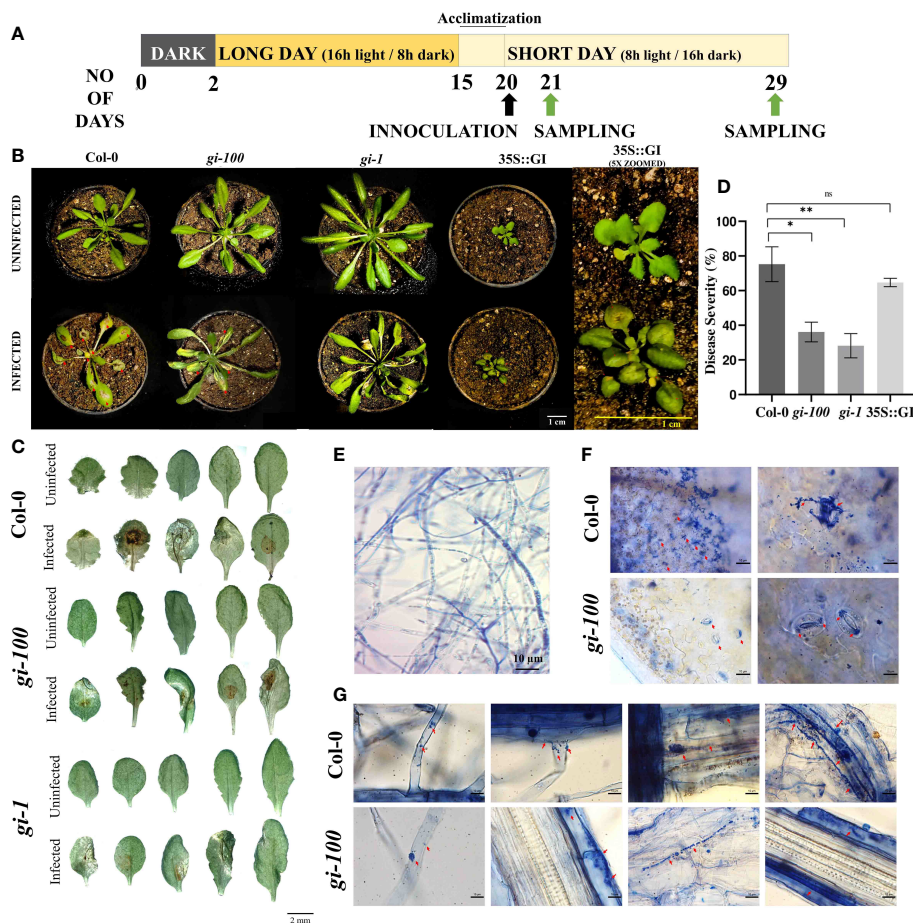 Acclimatization
A
DARK LONG DAY (16h light / 8h dark) SHORT DAY (8h light / 16h dark)
NO OF DAYS
0 2 15 20 21 29
INNOCULATION SAMPLING SAMPLING
B
Col-0 gi-100 gi-1 35S::GI 35S::GI
(5X ZOOMED)
UNINFECTED
INFECTED
1 cm
1 cm
D
ns
**
*
Disease Severity (%)
100
80
60
40
20
0
Col-0 gi-100 gi-1 35S::GI
C
Col-0
Uninfected
Infected
gi-100
Uninfected
Infected
gi-1
Uninfected
Infected
2 mm
E
10 µm
F
Col-0
gi-100
G
Col-0
gi-100